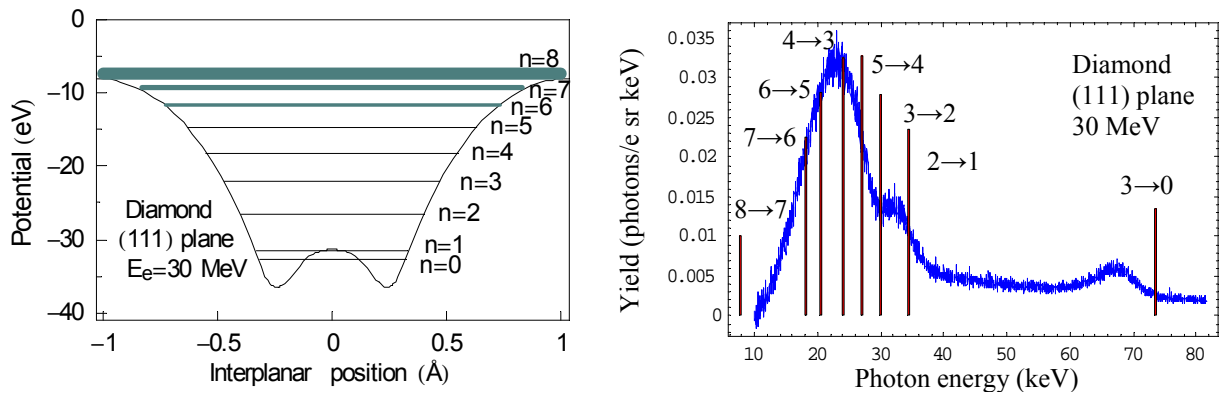 0
−10
−20
−30
−40
Potential (eV)
n=8
n=7
n=6
n=5
n=4
n=3
n=2
n=1
n=0
Diamond
(111) plane
Ee=30 MeV
−1
−0.5
0
0.5
1
Interplanar position (Å)
0.035
0.03
0.025
0.02
0.015
0.01
0.005
0
Yield (photons/e sr keV)
4→3
5→4
6→5
3→2
7→6
2→1
8→7
3→0
Diamond
(111) plane
30 MeV
10 20 30 40 50 60 70 80
Photon energy (keV)